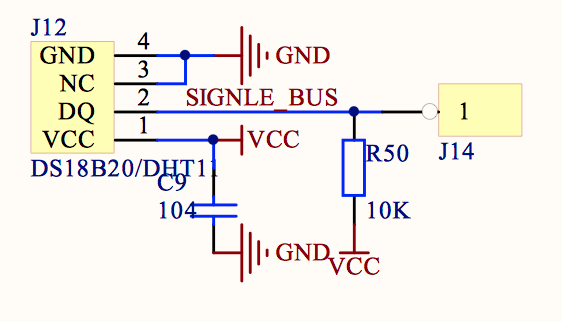 J12
GND 4 GND
NC 3
DQ 2 SIGNLE_BUS 1
VCC 1 VCC
DS18B20/DHT11 R50 J14
C9
104 10K
GND VCC